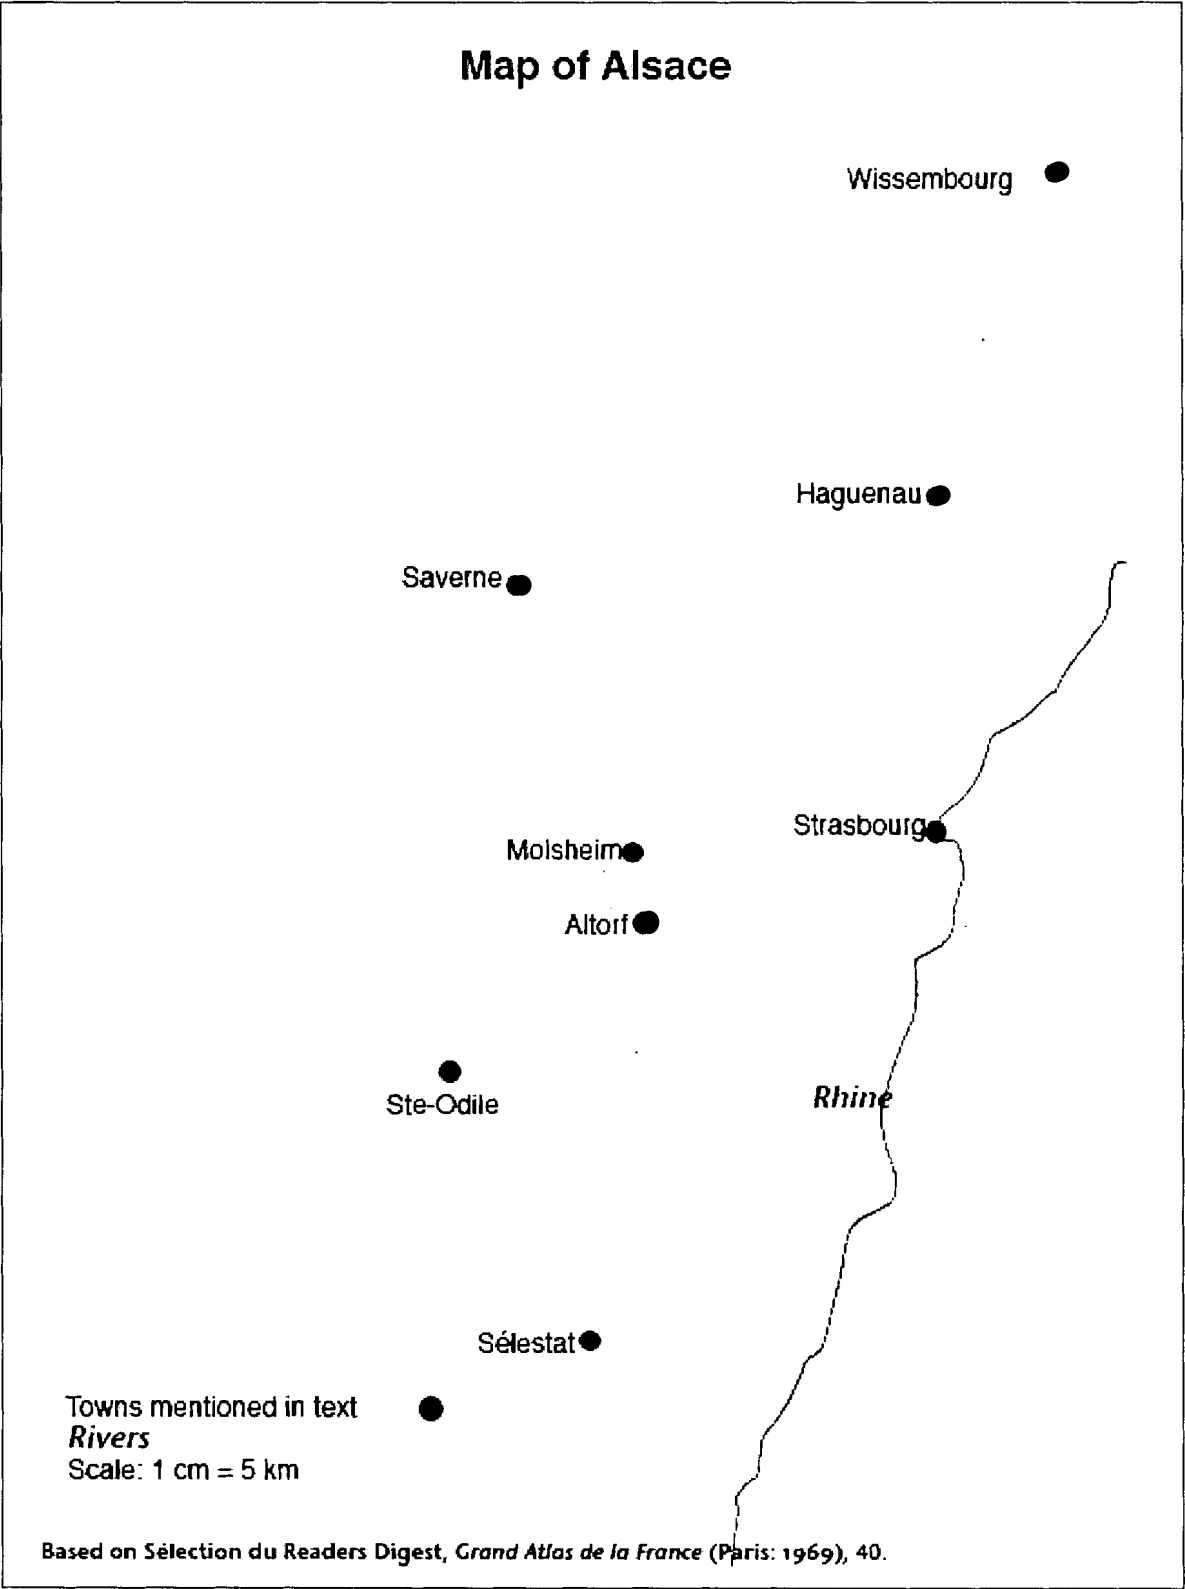 Map of Alsace
Wissembourg
Haguenau
Saverne
Strasbourg
Molsheim
Altorf
Ste-Odile
Rhine
Sélestat
Towns mentioned in text
Rivers
Scale: 1 cm = 5 km
Based on Sélection du Readers Digest, Grand Atlas de la France (Paris: 1969), 40.